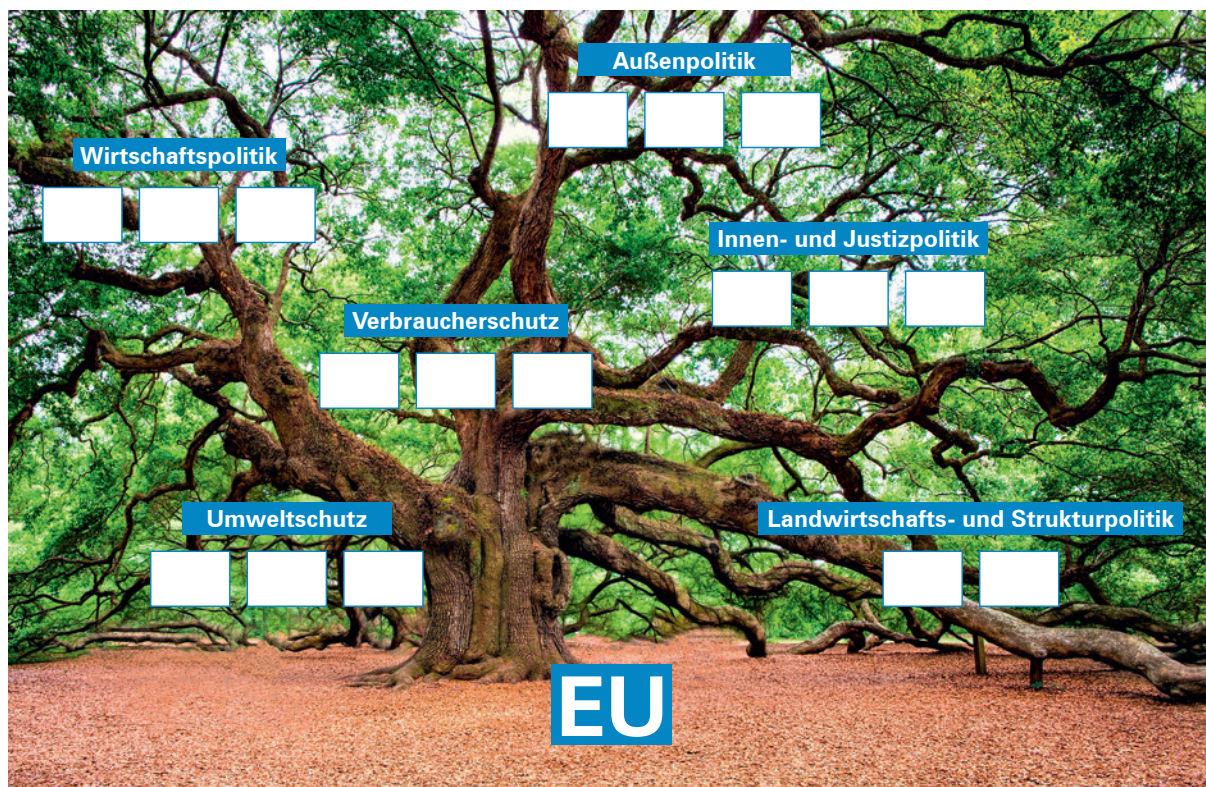 Außenpolitik
Wirtschaftspolitik
Innen- und Justizpolitik
Verbraucherschutz
Umweltschutz
Landwirtschafts- und Strukturpolitik
EU